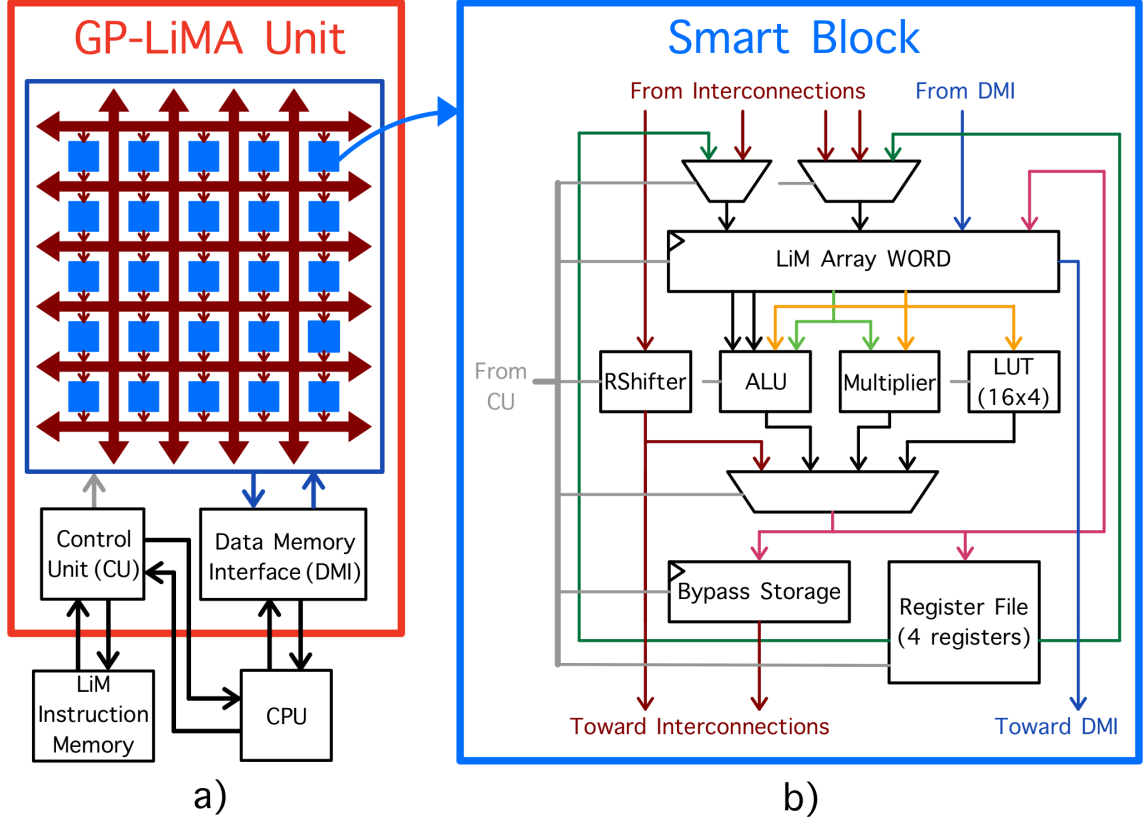 GP-LiMA Unit
Control
Unit (CU)
Data Memory
Interface (DMI)
LiM
Instruction
Memory
CPU
a)
Smart Block
From Interconnections
From DMI
LiM Array WORD
From
CU
RShifter
ALU
Multiplier
LUT
(16x4)
Bypass Storage
Register File
(4 registers)
Toward Interconnections
Toward DMI
b)